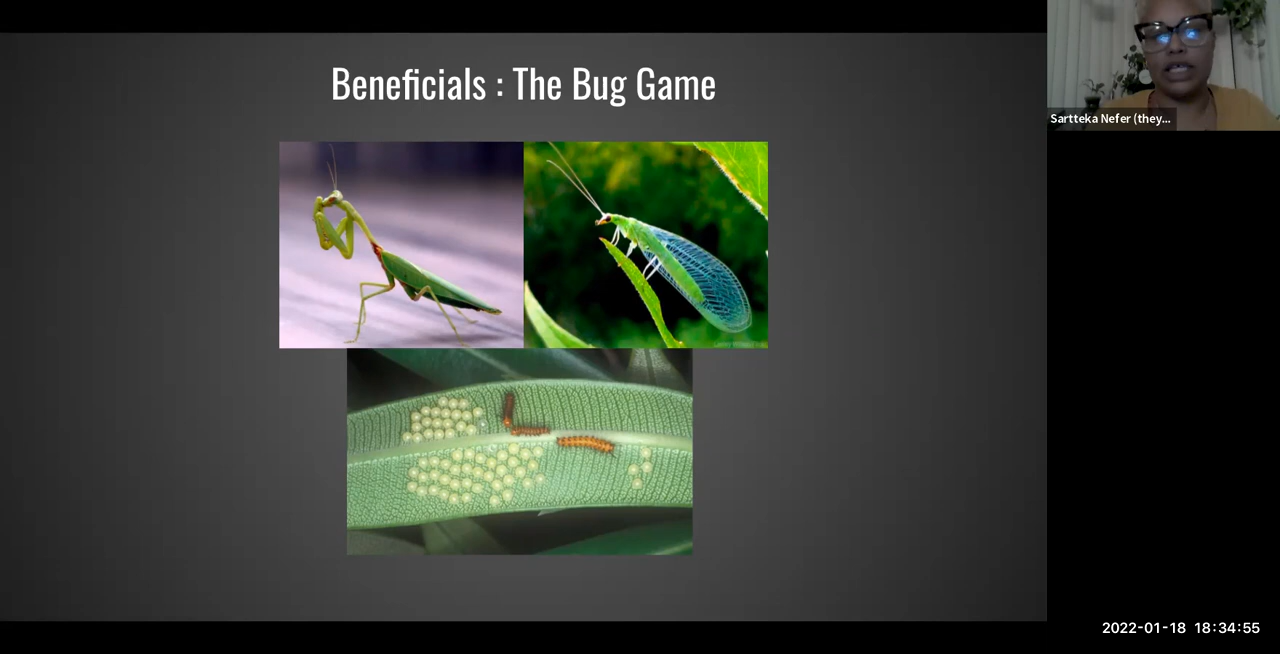 Beneficials : The Bug Game
Sartteka Nefer (they...
2022-01-18 18:34:55